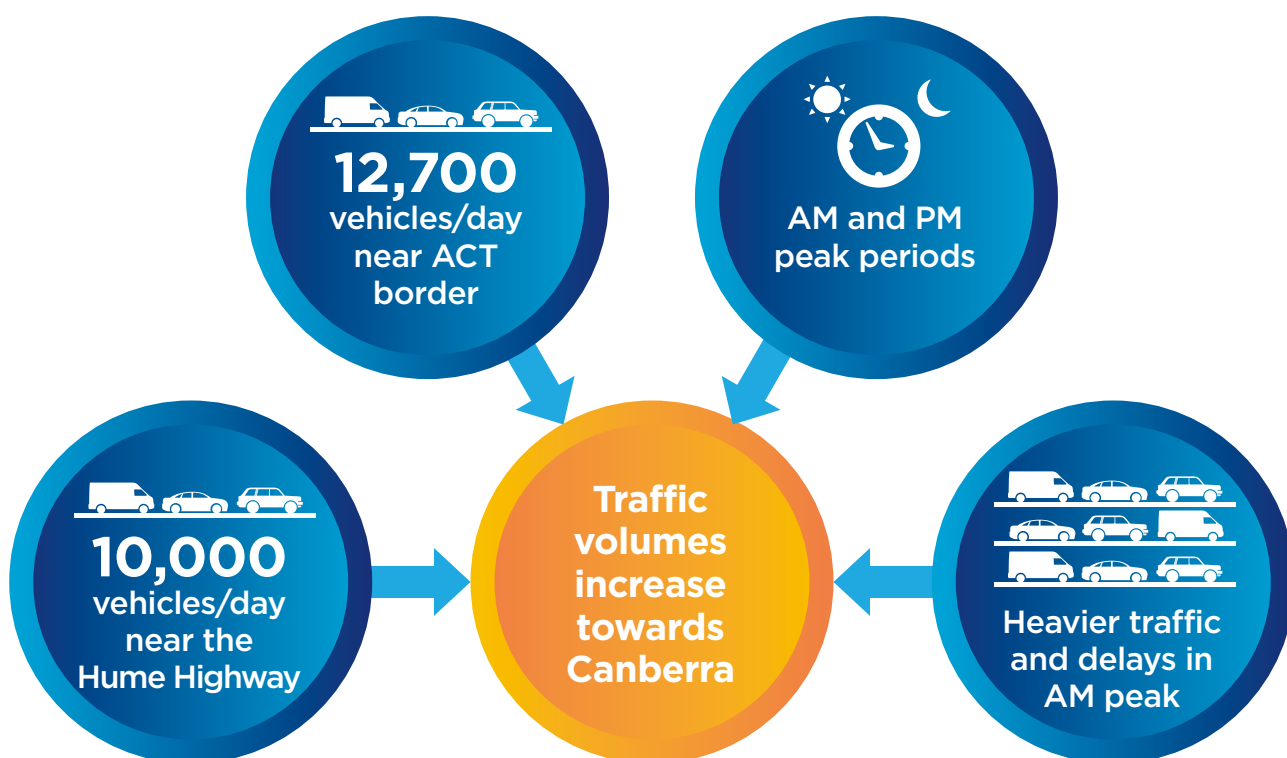 12,700
vehicles/day
near ACT
border
AM and PM
peak periods
10,000
vehicles/day
near the
Hume Highway
Traffic
volumes
increase
towards
Canberra
Heavier traffic
and delays in
AM peak